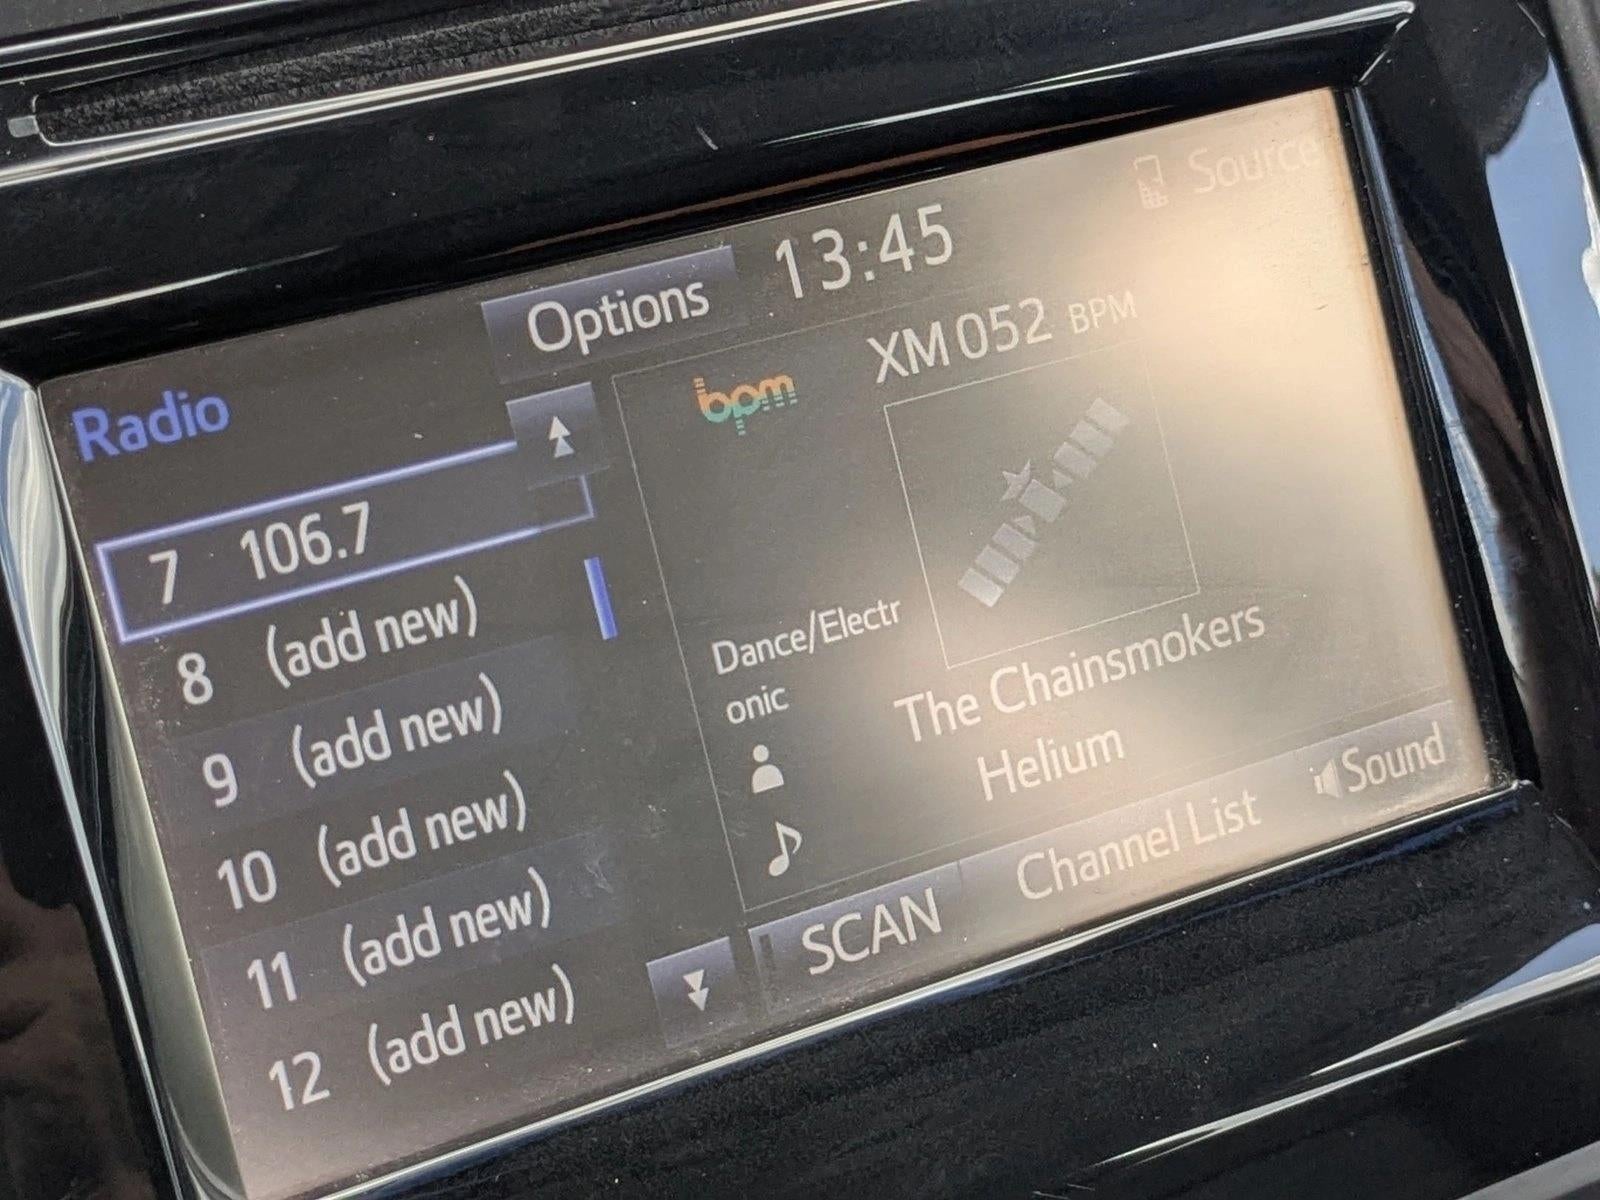 Source
Options
13:45
Radio
bpm
XM 052 BPM
7 106.7
8 (add new)
9 (add new)
10 (add new)
11 (add new)
12 (add new)
Dance/Electr
onic
The Chainsmokers
Helium
SCAN
Channel List
Sound